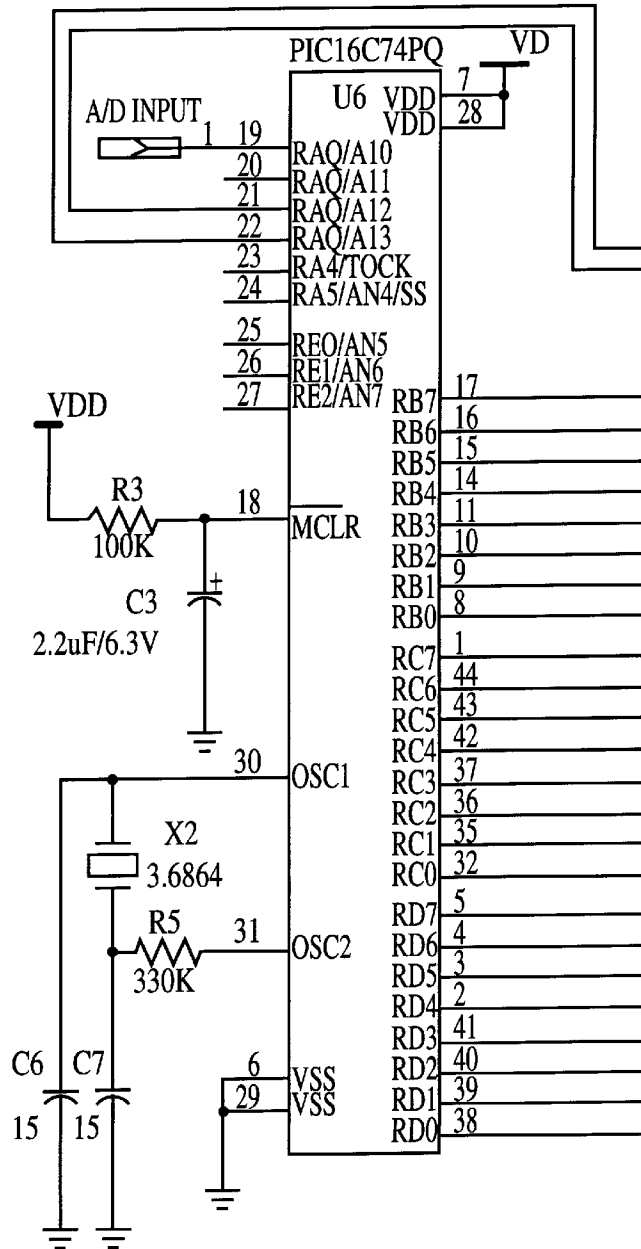 PIC16C74PQ
VD
U6
7
VDD
28
VDD
A/D INPUT
1
19
RAQ/A10
20
RAQ/A11
21
RAQ/A12
22
RAQ/A13
23
RA4/TOCK
24
RA5/AN4/SS
25
REO/AN5
26
RE1/AN6
27
RE2/AN7
VDD
R3
100K
18
MCLR
C3
+
2.2uF/6.3V
30
OSC1
X2
3.6864
R5
330K
31
OSC2
C6
15
C7
15
6
VSS
29
VSS
RB7
17
RB6
16
RB5
15
RB4
14
RB3
11
RB2
10
RB1
9
RB0
8
RC7
1
RC6
44
RC5
43
RC4
42
RC3
37
RC2
36
RC1
35
RC0
32
RD7
5
RD6
4
RD5
3
RD4
2
RD3
41
RD2
40
RD1
39
RD0
38